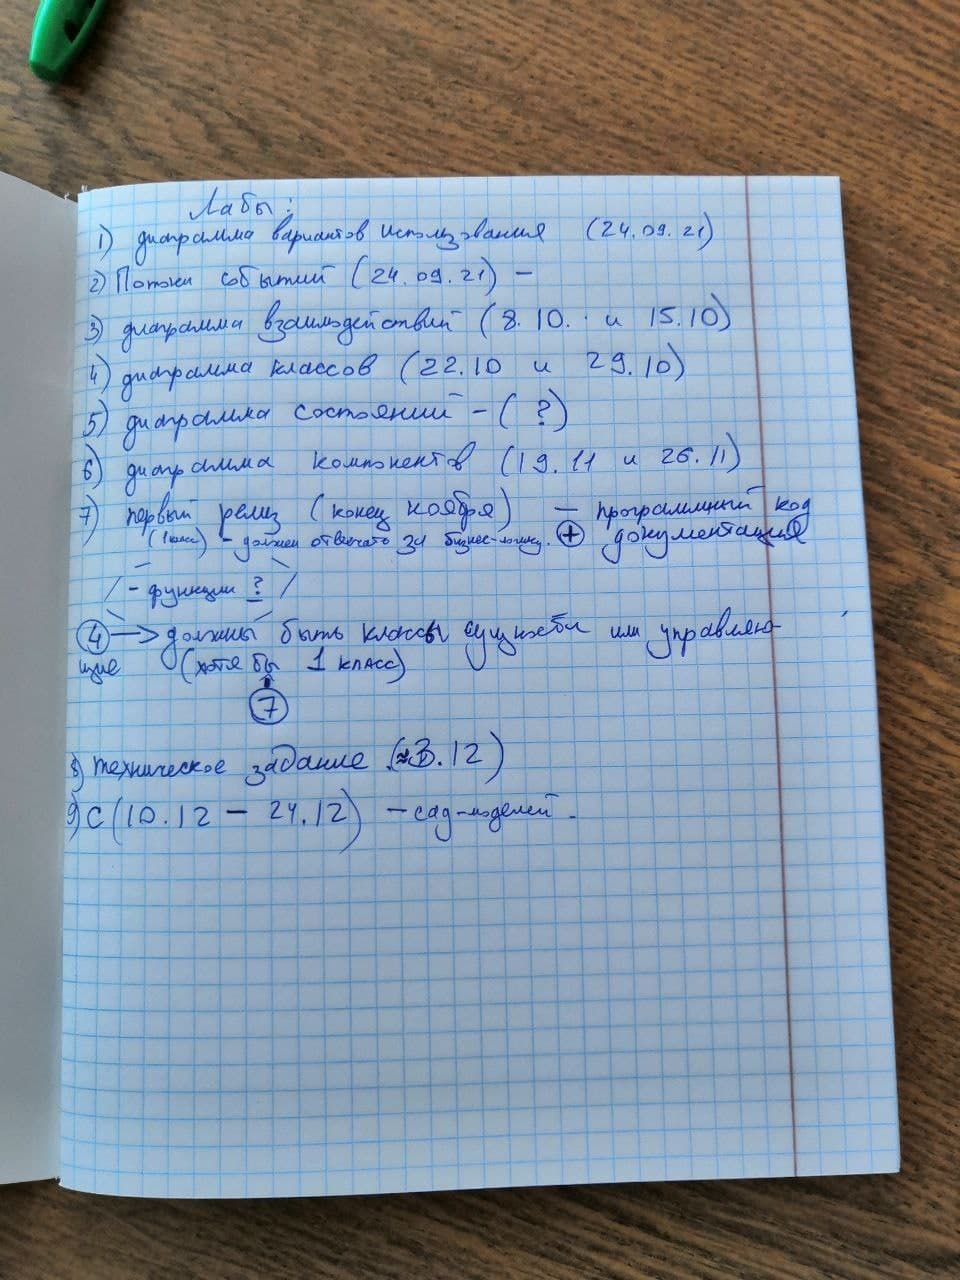 Лабы:
1) диаграмма вариантов использования (24.09.21)
2) Потоки событий (24.09.21) –
3) диаграмма взаимодействий (8.10. и 15.10)
4) диаграмма классов (22.10 и 29.10)
5) диаграмма состояний – (?)
6) диаграмма компонентов (19.11 и 26.11)
7) первый релиз (конец ноября) — программный код
(1 класс) – должен отвечать за бизнес-логику. + документация
– функции ?
4 → должны быть классы сущности или управляю-
щие (хотя бы 1 класс)
7
8) техническое задание (≈3.12)
9) С (10.12 – 24.12) – сад-моделей.